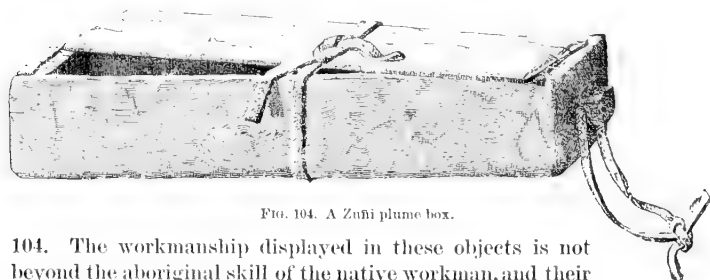 FIG. 104. A Zuñi plume box.
104. The workmanship displayed in these objects is not
beyond the aboriginal skill of the native workman, and their